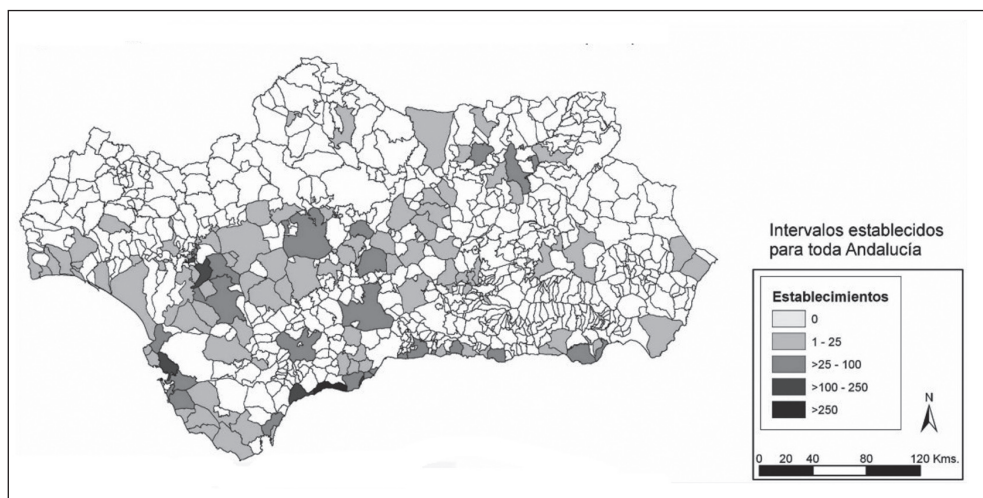 Intervalos establecidos
para toda Andalucía
Establecimientos
0
1 - 25
>25 - 100
>100 - 250
>250
N
0 20 40 80 120 Kms.